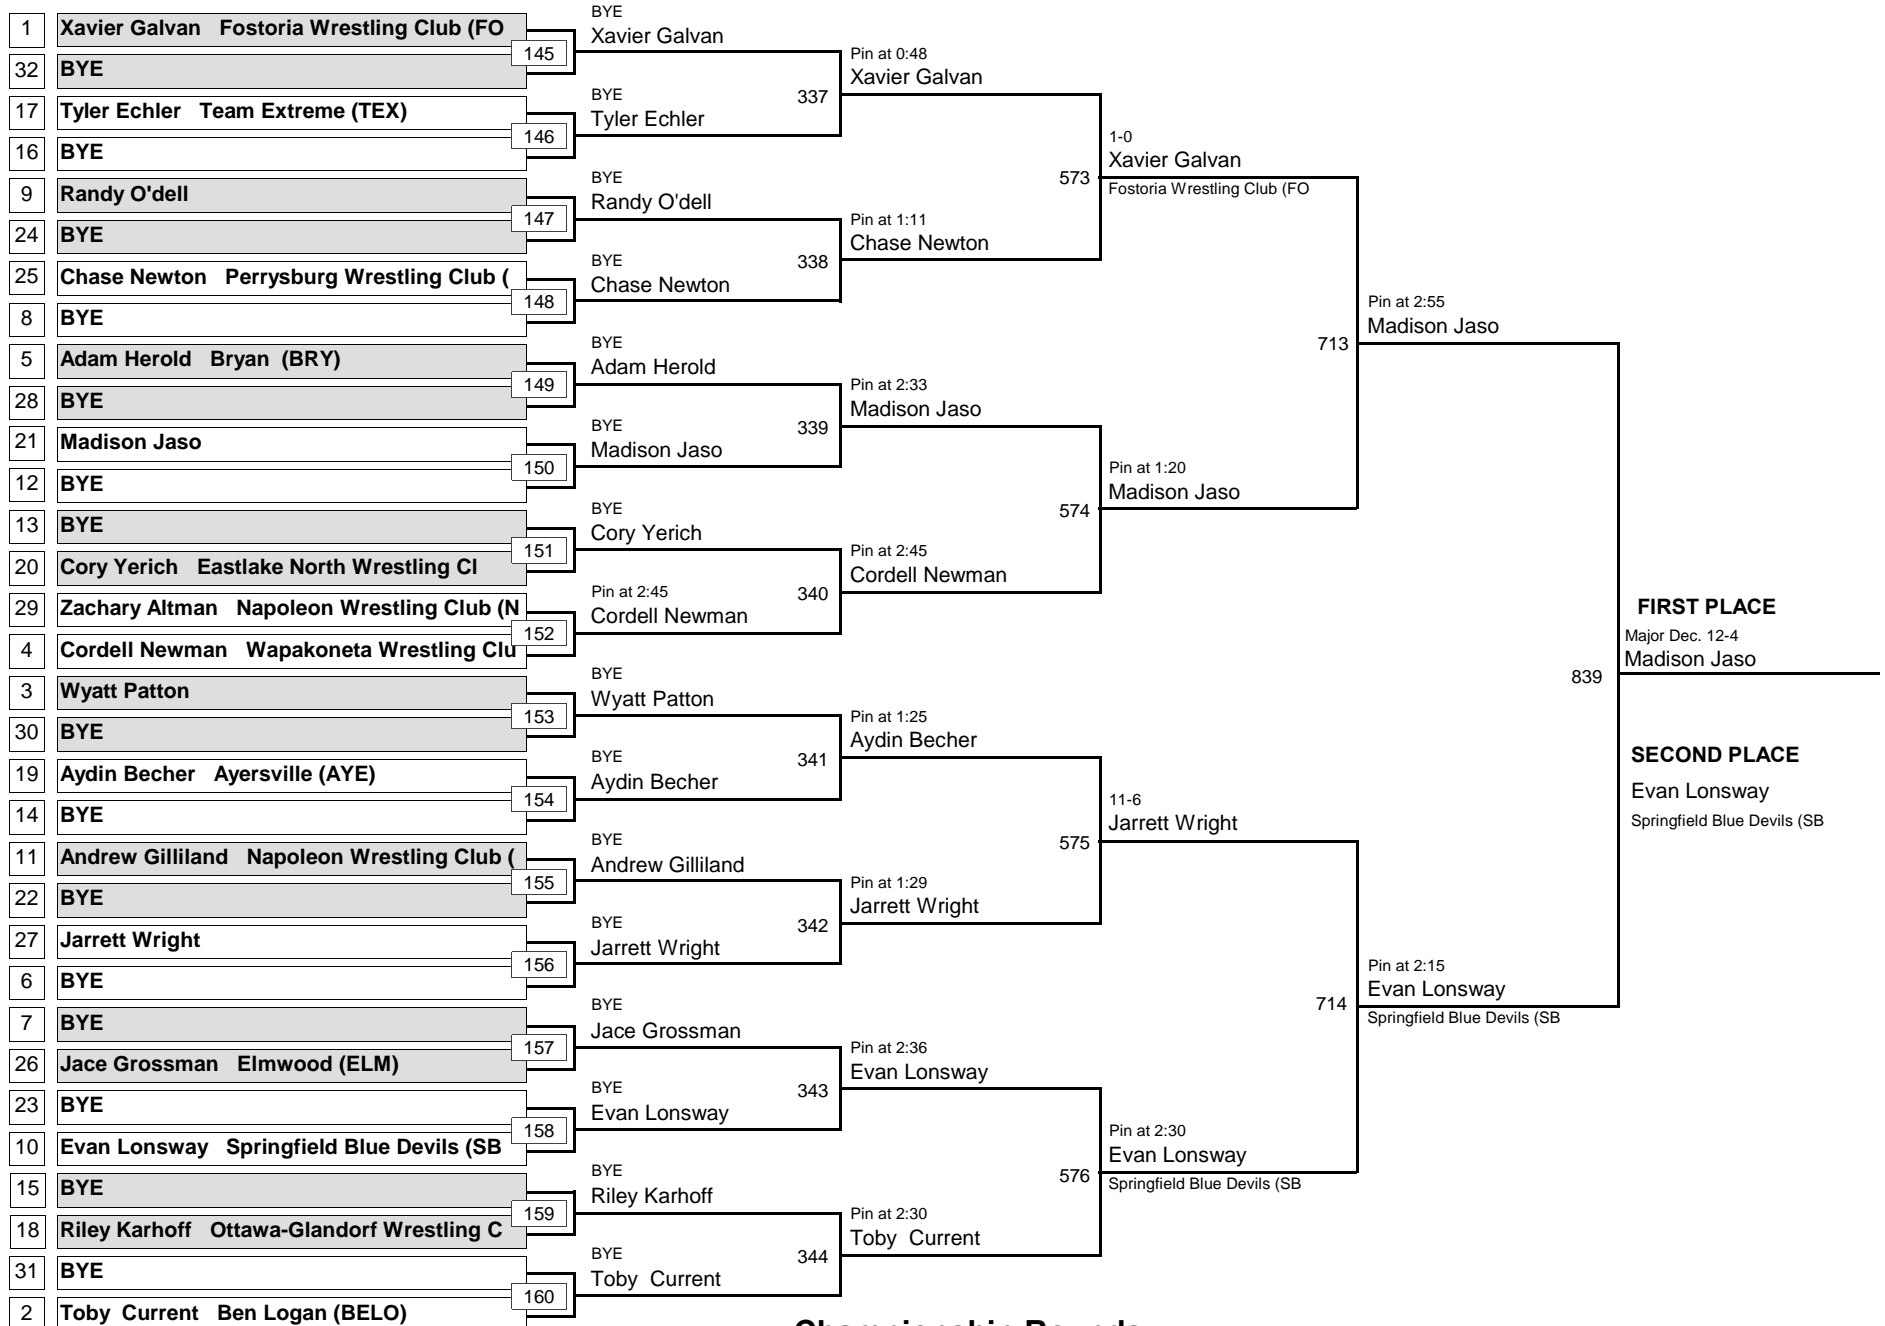 1 Xavier Galvan Fostoria Wrestling Club (FO
32 BYE
17 Tyler Echler Team Extreme (TEX)
16 BYE
9 Randy O'dell
24 BYE
25 Chase Newton Perrysburg Wrestling Club (
8 BYE
5 Adam Herold Bryan (BRY)
28 BYE
21 Madison Jaso
12 BYE
13 BYE
20 Cory Yerich Eastlake North Wrestling Cl
29 Zachary Altman Napoleon Wrestling Club (N
4 Cordell Newman Wapakoneta Wrestling Clu
3 Wyatt Patton
30 BYE
19 Aydin Becher Ayersville (AYE)
14 BYE
11 Andrew Gilliland Napoleon Wrestling Club (
22 BYE
27 Jarrett Wright
6 BYE
7 BYE
26 Jace Grossman Elmwood (ELM)
23 BYE
10 Evan Lonsway Springfield Blue Devils (SB
15 BYE
18 Riley Karhoff Ottawa-Glandorf Wrestling C
31 BYE
2 Toby Current Ben Logan (BELO)
145
146
147
148
149
150
151
152
153
154
155
156
157
158
159
160
BYE
Xavier Galvan
BYE
Tyler Echler
BYE
Randy O'dell
BYE
Chase Newton
BYE
Adam Herold
BYE
Madison Jaso
BYE
Cory Yerich
Pin at 2:45
Cordell Newman
BYE
Wyatt Patton
BYE
Aydin Becher
BYE
Andrew Gilliland
BYE
Jarrett Wright
BYE
Jace Grossman
BYE
Evan Lonsway
BYE
Riley Karhoff
BYE
Toby Current
337
338
339
340
341
342
343
344
Pin at 0:48
Xavier Galvan
Pin at 1:11
Chase Newton
Pin at 2:33
Madison Jaso
Pin at 2:45
Cordell Newman
Pin at 1:25
Aydin Becher
Pin at 1:29
Jarrett Wright
Pin at 2:36
Evan Lonsway
Pin at 2:30
Toby Current
573
574
575
576
1-0
Xavier Galvan
Fostoria Wrestling Club (FO
Pin at 1:20
Madison Jaso
11-6
Jarrett Wright
Pin at 2:30
Evan Lonsway
Springfield Blue Devils (SB
713
714
Pin at 2:55
Madison Jaso
Pin at 2:15
Evan Lonsway
Springfield Blue Devils (SB
839
FIRST PLACE
Major Dec. 12-4
Madison Jaso
SECOND PLACE
Evan Lonsway
Springfield Blue Devils (SB
Championship Rounds